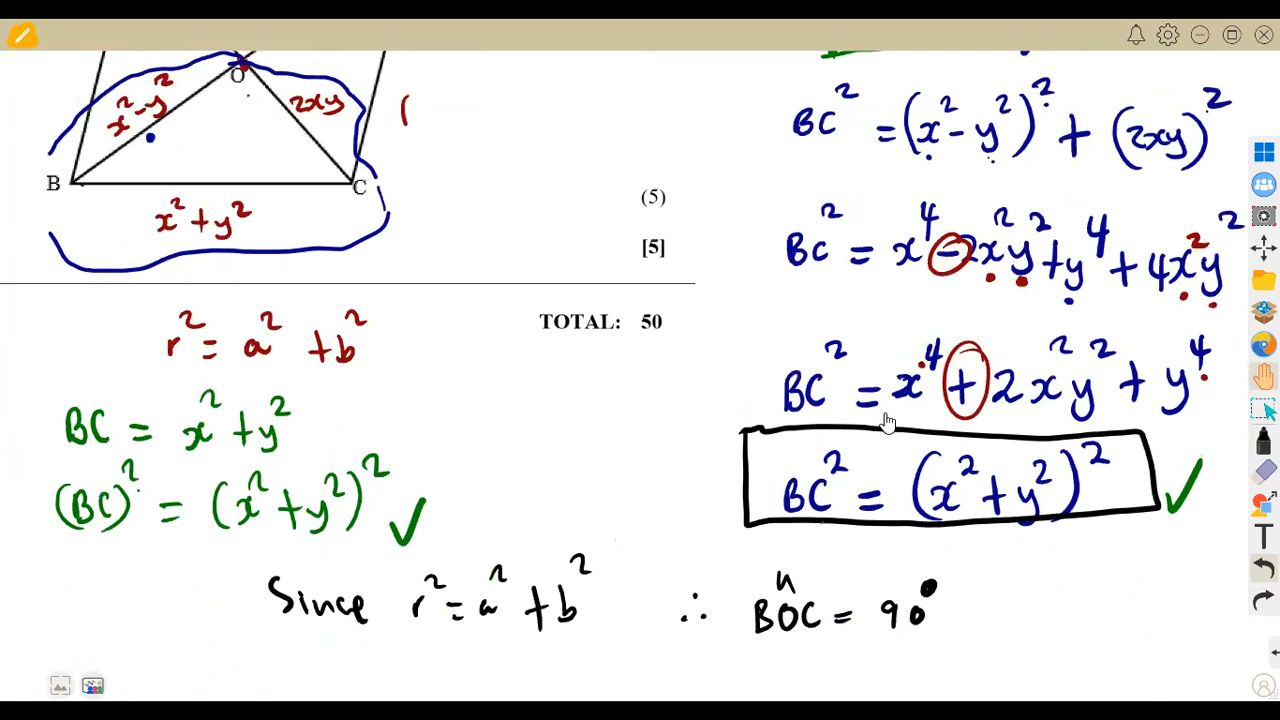 O
x² - y²
2xy
B
C
x² + y²
(5)
[5]
TOTAL: 50
r² = a² + b²
BC = x² + y²
(BC)² = (x² + y²)² ✓
BC² = (x² - y²)² + (2xy)²
BC² = x⁴ - 2x²y² + y⁴ + 4x²y²
BC² = x⁴ + 2x²y² + y⁴
BC² = (x² + y²)² ✓
Since r² = a² + b² ∴ BÔC = 90°
T